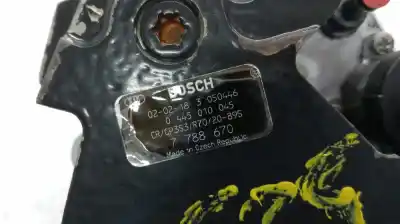 BOSCH
02-02-18 3 050446
0 445 010 045
CR/CP3S3/R70/20-89S
7 788 670
Made in Czech Republic